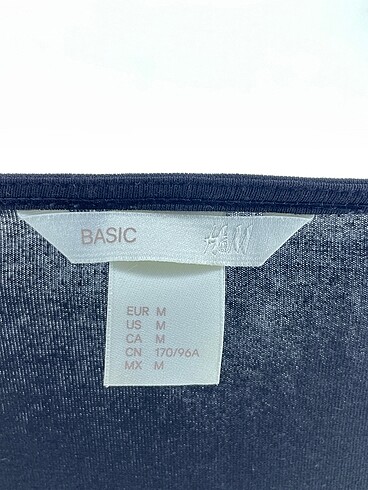 BASIC H&M
EUR M
US M
CA M
CN 170/96A
MX M